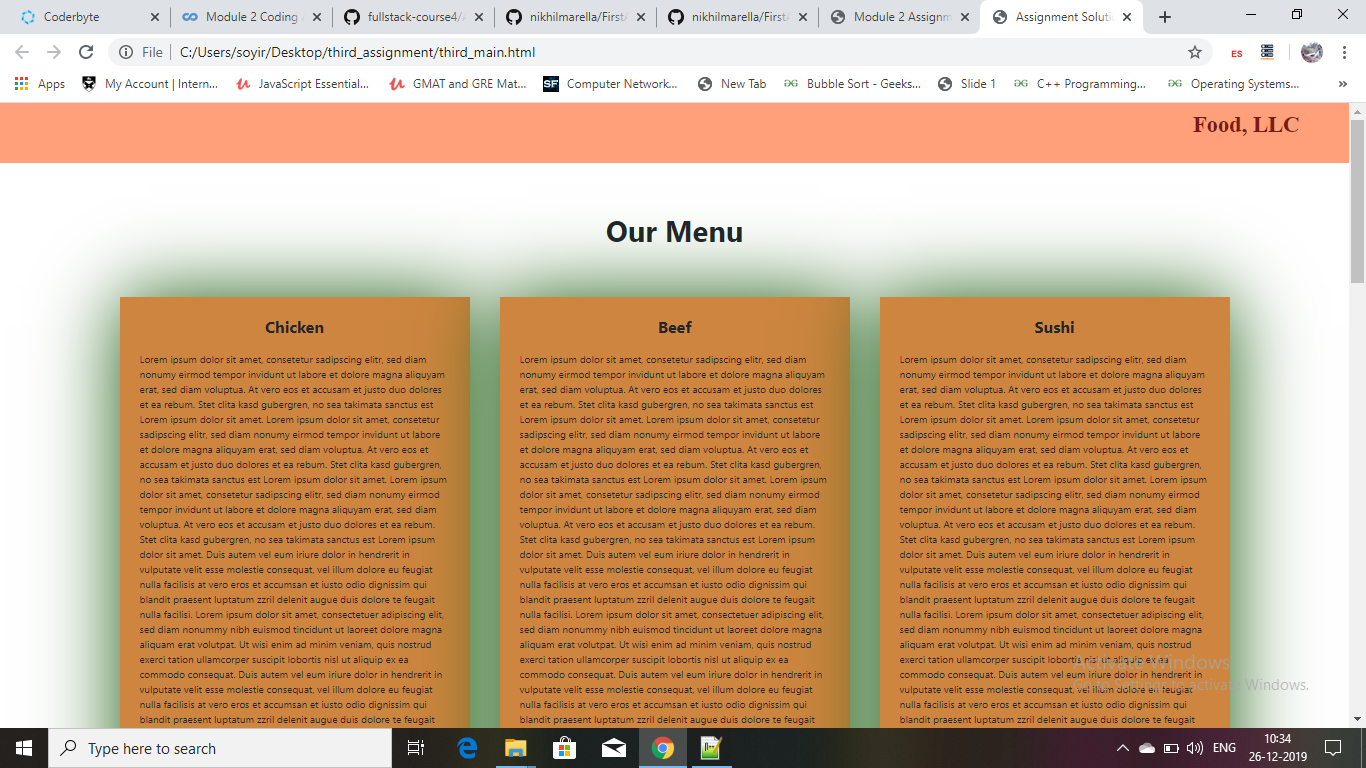 Coderbyte
Module 2 Coding
fullstack-course4/
nikhilmarella/First
nikhilmarella/First
Module 2 Assignm
Assignment Soluti
File
C:/Users/soyir/Desktop/third_assignment/third_main.html
ES
Apps
My Account | Intern...
JavaScript Essential...
GMAT and GRE Mat...
SF
Computer Network...
New Tab
Bubble Sort - Geeks...
Slide 1
C++ Programming...
Operating Systems...
»
Food, LLC
Our Menu
Chicken
Lorem ipsum dolor sit amet, consetetur sadipscing elitr, sed diam
nonumy eirmod tempor invidunt ut labore et dolore magna aliquyam
erat, sed diam voluptua. At vero eos et accusam et justo duo dolores
et ea rebum. Stet clita kasd gubergren, no sea takimata sanctus est
Lorem ipsum dolor sit amet. Lorem ipsum dolor sit amet, consetetur
sadipscing elitr, sed diam nonumy eirmod tempor invidunt ut labore
et dolore magna aliquyam erat, sed diam voluptua. At vero eos et
accusam et justo duo dolores et ea rebum. Stet clita kasd gubergren,
no sea takimata sanctus est Lorem ipsum dolor sit amet. Lorem ipsum
dolor sit amet, consetetur sadipscing elitr, sed diam nonumy eirmod
tempor invidunt ut labore et dolore magna aliquyam erat, sed diam
voluptua. At vero eos et accusam et justo duo dolores et ea rebum.
Stet clita kasd gubergren, no sea takimata sanctus est Lorem ipsum
dolor sit amet. Duis autem vel eum iriure dolor in hendrerit in
vulputate velit esse molestie consequat, vel illum dolore eu feugiat
nulla facilisis at vero eros et accumsan et iusto odio dignissim qui
blandit praesent luptatum zzril delenit augue duis dolore te feugait
nulla facilisi. Lorem ipsum dolor sit amet, consectetuer adipiscing elit,
sed diam nonummy nibh euismod tincidunt ut laoreet dolore magna
aliquam erat volutpat. Ut wisi enim ad minim veniam, quis nostrud
exerci tation ullamcorper suscipit lobortis nisl ut aliquip ex ea
commodo consequat. Duis autem vel eum iriure dolor in hendrerit in
vulputate velit esse molestie consequat, vel illum dolore eu feugiat
nulla facilisis at vero eros et accumsan et iusto odio dignissim qui
blandit praesent luptatum zzril delenit augue duis dolore te feugait
Beef
Lorem ipsum dolor sit amet, consetetur sadipscing elitr, sed diam
nonumy eirmod tempor invidunt ut labore et dolore magna aliquyam
erat, sed diam voluptua. At vero eos et accusam et justo duo dolores
et ea rebum. Stet clita kasd gubergren, no sea takimata sanctus est
Lorem ipsum dolor sit amet. Lorem ipsum dolor sit amet, consetetur
sadipscing elitr, sed diam nonumy eirmod tempor invidunt ut labore
et dolore magna aliquyam erat, sed diam voluptua. At vero eos et
accusam et justo duo dolores et ea rebum. Stet clita kasd gubergren,
no sea takimata sanctus est Lorem ipsum dolor sit amet. Lorem ipsum
dolor sit amet, consetetur sadipscing elitr, sed diam nonumy eirmod
tempor invidunt ut labore et dolore magna aliquyam erat, sed diam
voluptua. At vero eos et accusam et justo duo dolores et ea rebum.
Stet clita kasd gubergren, no sea takimata sanctus est Lorem ipsum
dolor sit amet. Duis autem vel eum iriure dolor in hendrerit in
vulputate velit esse molestie consequat, vel illum dolore eu feugiat
nulla facilisis at vero eros et accumsan et iusto odio dignissim qui
blandit praesent luptatum zzril delenit augue duis dolore te feugait
nulla facilisi. Lorem ipsum dolor sit amet, consectetuer adipiscing elit,
sed diam nonummy nibh euismod tincidunt ut laoreet dolore magna
aliquam erat volutpat. Ut wisi enim ad minim veniam, quis nostrud
exerci tation ullamcorper suscipit lobortis nisl ut aliquip ex ea
commodo consequat. Duis autem vel eum iriure dolor in hendrerit in
vulputate velit esse molestie consequat, vel illum dolore eu feugiat
nulla facilisis at vero eros et accumsan et iusto odio dignissim qui
blandit praesent luptatum zzril delenit augue duis dolore te feugait
Sushi
Lorem ipsum dolor sit amet, consetetur sadipscing elitr, sed diam
nonumy eirmod tempor invidunt ut labore et dolore magna aliquyam
erat, sed diam voluptua. At vero eos et accusam et justo duo dolores
et ea rebum. Stet clita kasd gubergren, no sea takimata sanctus est
Lorem ipsum dolor sit amet. Lorem ipsum dolor sit amet, consetetur
sadipscing elitr, sed diam nonumy eirmod tempor invidunt ut labore
et dolore magna aliquyam erat, sed diam voluptua. At vero eos et
accusam et justo duo dolores et ea rebum. Stet clita kasd gubergren,
no sea takimata sanctus est Lorem ipsum dolor sit amet. Lorem ipsum
dolor sit amet, consetetur sadipscing elitr, sed diam nonumy eirmod
tempor invidunt ut labore et dolore magna aliquyam erat, sed diam
voluptua. At vero eos et accusam et justo duo dolores et ea rebum.
Stet clita kasd gubergren, no sea takimata sanctus est Lorem ipsum
dolor sit amet. Duis autem vel eum iriure dolor in hendrerit in
vulputate velit esse molestie consequat, vel illum dolore eu feugiat
nulla facilisis at vero eros et accumsan et iusto odio dignissim qui
blandit praesent luptatum zzril delenit augue duis dolore te feugait
nulla facilisi. Lorem ipsum dolor sit amet, consectetuer adipiscing elit,
sed diam nonummy nibh euismod tincidunt ut laoreet dolore magna
aliquam erat volutpat. Ut wisi enim ad minim veniam, quis nostrud
exerci tation ullamcorper suscipit lobortis nisl ut aliquip ex ea
commodo consequat. Duis autem vel eum iriure dolor in hendrerit in
vulputate velit esse molestie consequat, vel illum dolore eu feugiat
nulla facilisis at vero eros et accumsan et iusto odio dignissim qui
blandit praesent luptatum zzril delenit augue duis dolore te feugait
Activate Windows
Go to Settings to activate Windows.
Type here to search
ENG
10:34
26-12-2019